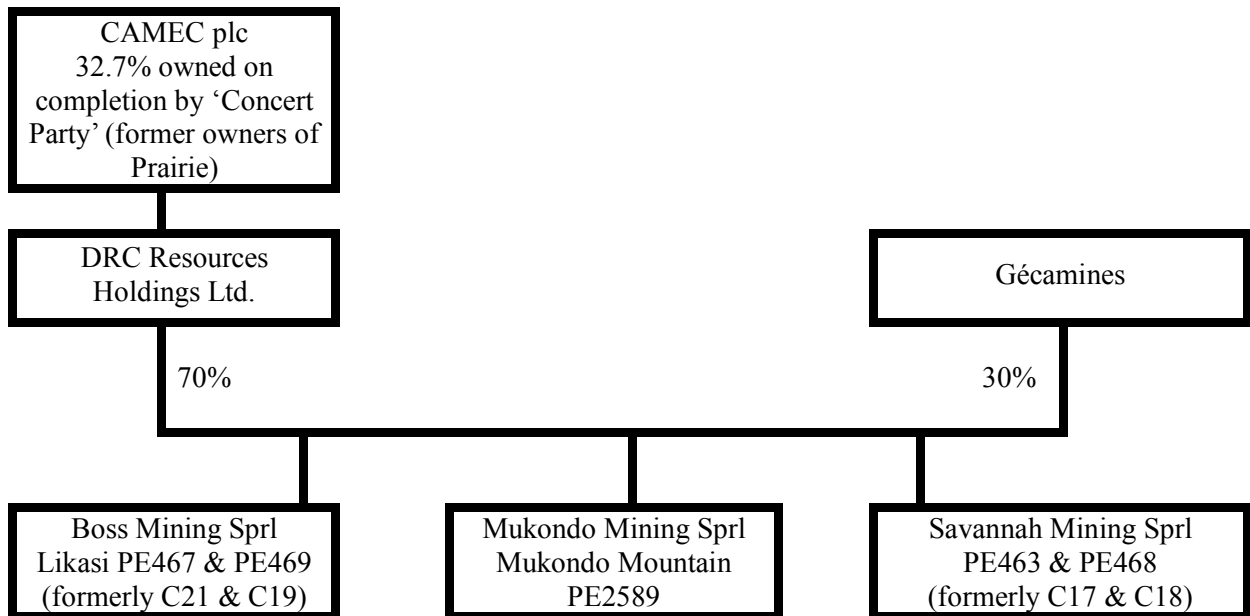 CAMEC plc
32.7% owned on
completion by ‘Concert
Party’ (former owners of
Prairie)
DRC Resources
Holdings Ltd.
Gécamines
70%
30%
Boss Mining Sprl
Likasi PE467 & PE469
(formerly C21 & C19)
Mukondo Mining Sprl
Mukondo Mountain
PE2589
Savannah Mining Sprl
PE463 & PE468
(formerly C17 & C18)